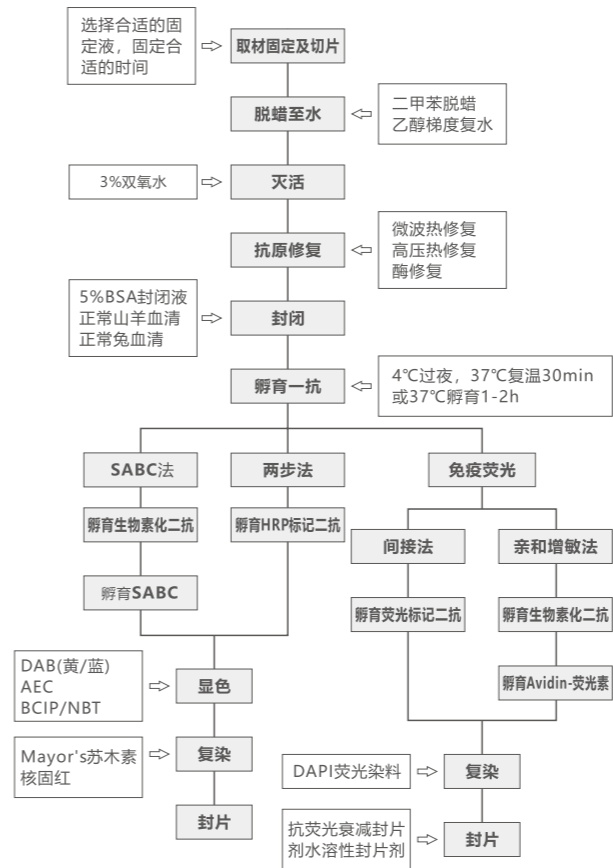 选择合适的固
定液，固定合
适的时间
取材固定及切片
脱蜡至水
二甲苯脱蜡
乙醇梯度复水
3%双氧水
灭活
抗原修复
微波热修复
高压热修复
酶修复
5%BSA封闭液
正常山羊血清
正常兔血清
封闭
孵育一抗
4℃过夜，37℃复温30min
或37℃孵育1-2h
SABC法
两步法
免疫荧光
孵育生物素化二抗
孵育HRP标记二抗
间接法
亲和增敏法
孵育SABC
孵育荧光标记二抗
孵育生物素化二抗
孵育Avidin-荧光素
DAB(黄/蓝)
AEC
BCIP/NBT
显色
Mayor's苏木素
核固红
复染
DAPI荧光染料
复染
封片
抗荧光衰减封片
剂水溶性封片剂
封片